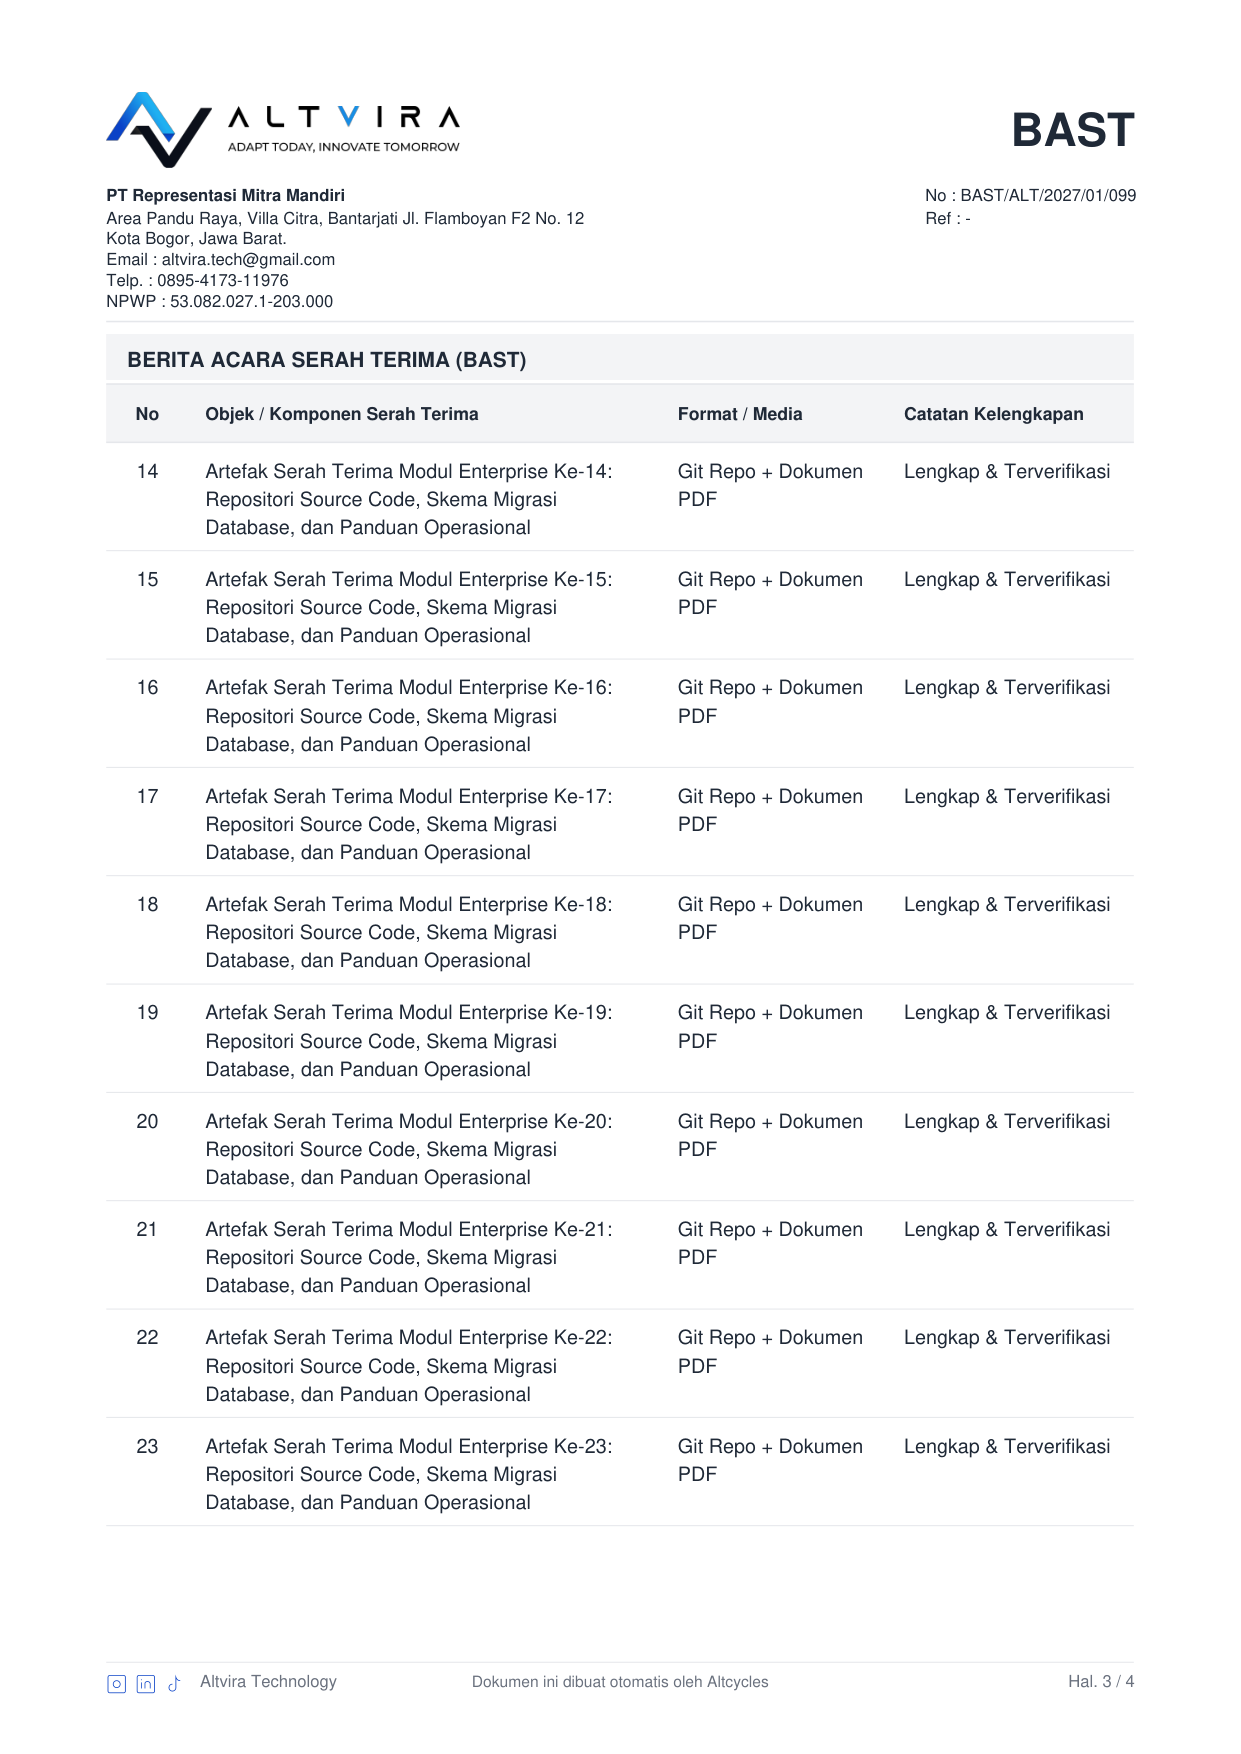 ALTVIRA
ADAPT TODAY, INNOVATE TOMORROW
BAST
PT Representasi Mitra Mandiri
Area Pandu Raya, Villa Citra, Bantarjati Jl. Flamboyan F2 No. 12
Kota Bogor, Jawa Barat.
Email : altvira.tech@gmail.com
Telp. : 0895-4173-11976
NPWP : 53.082.027.1-203.000
No : BAST/ALT/2027/01/099
Ref : -
BERITA ACARA SERAH TERIMA (BAST)
No Objek / Komponen Serah Terima Format / Media Catatan Kelengkapan
14 Artefak Serah Terima Modul Enterprise Ke-14: Git Repo + Dokumen Lengkap & Terverifikasi
Repositori Source Code, Skema Migrasi PDF
Database, dan Panduan Operasional
15 Artefak Serah Terima Modul Enterprise Ke-15: Git Repo + Dokumen Lengkap & Terverifikasi
Repositori Source Code, Skema Migrasi PDF
Database, dan Panduan Operasional
16 Artefak Serah Terima Modul Enterprise Ke-16: Git Repo + Dokumen Lengkap & Terverifikasi
Repositori Source Code, Skema Migrasi PDF
Database, dan Panduan Operasional
17 Artefak Serah Terima Modul Enterprise Ke-17: Git Repo + Dokumen Lengkap & Terverifikasi
Repositori Source Code, Skema Migrasi PDF
Database, dan Panduan Operasional
18 Artefak Serah Terima Modul Enterprise Ke-18: Git Repo + Dokumen Lengkap & Terverifikasi
Repositori Source Code, Skema Migrasi PDF
Database, dan Panduan Operasional
19 Artefak Serah Terima Modul Enterprise Ke-19: Git Repo + Dokumen Lengkap & Terverifikasi
Repositori Source Code, Skema Migrasi PDF
Database, dan Panduan Operasional
20 Artefak Serah Terima Modul Enterprise Ke-20: Git Repo + Dokumen Lengkap & Terverifikasi
Repositori Source Code, Skema Migrasi PDF
Database, dan Panduan Operasional
21 Artefak Serah Terima Modul Enterprise Ke-21: Git Repo + Dokumen Lengkap & Terverifikasi
Repositori Source Code, Skema Migrasi PDF
Database, dan Panduan Operasional
22 Artefak Serah Terima Modul Enterprise Ke-22: Git Repo + Dokumen Lengkap & Terverifikasi
Repositori Source Code, Skema Migrasi PDF
Database, dan Panduan Operasional
23 Artefak Serah Terima Modul Enterprise Ke-23: Git Repo + Dokumen Lengkap & Terverifikasi
Repositori Source Code, Skema Migrasi PDF
Database, dan Panduan Operasional
Altvira Technology Dokumen ini dibuat otomatis oleh Altcycles Hal. 3 / 4